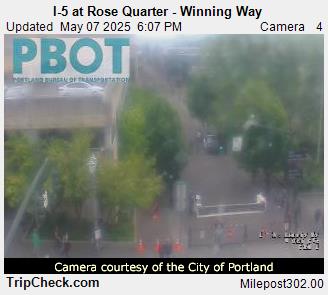 I-5 at Rose Quarter - Winning Way
Updated May 07 2025 6:07 PM Camera 4
PBOT
PORTLAND BUREAU OF TRANSPORTATION
Camera courtesy of the City of Portland
TripCheck.com Milepost302.00